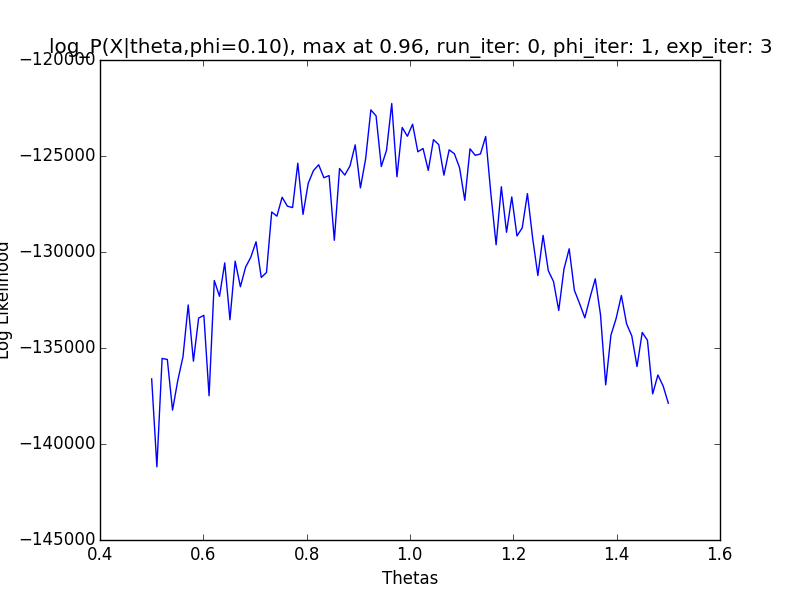 log_P(X|theta,phi=0.10), max at 0.96, run_iter: 0, phi_iter: 1, exp_iter: 3
−120000
−125000
−130000
−135000
−140000
−145000
Log Likelihood
0.4 0.6 0.8 1.0 1.2 1.4 1.6
Thetas